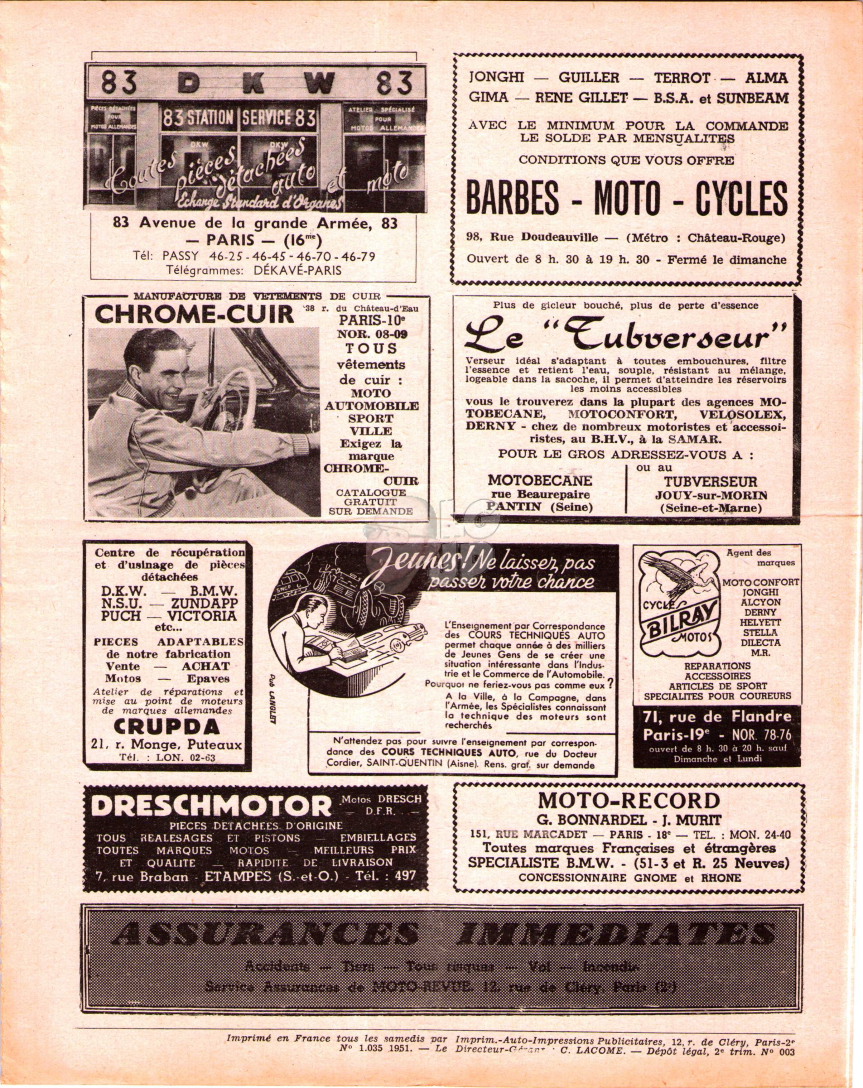 83 DKW 83
PIÈCES DÉTACHÉES
POUR
MOTOS ALLEMANDES
83 STATION SERVICE 83
ATELIER SPÉCIALISÉ
POUR
MOTOS ALLEMANDES
DKW DKW
Toutes pièces détachées auto et moto
Échange Standard d'Organes
83 Avenue de la grande Armée, 83
— PARIS — (16me)
Tél: PASSY 46-25 - 46-45 - 46-70 - 46-79
Télégrammes: DÉKAVÉ-PARIS
JONGHI — GUILLER — TERROT — ALMA
GIMA — RENE GILLET — B.S.A. et SUNBEAM
AVEC LE MINIMUM POUR LA COMMANDE
LE SOLDE PAR MENSUALITES
CONDITIONS QUE VOUS OFFRE
BARBES - MOTO - CYCLES
98, Rue Doudeauville — (Métro : Château-Rouge)
Ouvert de 8 h. 30 à 19 h. 30 - Fermé le dimanche
MANUFACTURE DE VETEMENTS DE CUIR
CHROME-CUIR 38 r. du Château-d'Eau
PARIS-10e
NOR. 08-09
TOUS
vêtements
de cuir :
MOTO
AUTOMOBILE
SPORT
VILLE
Exigez la
marque
CHROME-
CUIR
CATALOGUE
GRATUIT
SUR DEMANDE
Plus de gicleur bouché, plus de perte d'essence
Le "Tubverseur"
Verseur idéal s'adaptant à toutes embouchures, filtre
l'essence et retient l'eau, souple, résistant au mélange,
logeable dans la sacoche, il permet d'atteindre les réservoirs
les moins accessibles
vous le trouverez dans la plupart des agences MO-
TOBECANE, MOTOCONFORT, VELOSOLEX,
DERNY - chez de nombreux motoristes et accessoi-
ristes, au B.H.V., à la SAMAR.
POUR LE GROS ADRESSEZ-VOUS A :
ou au
MOTOBECANE
rue Beaurepaire
PANTIN (Seine)
TUBVERSEUR
JOUY-sur-MORIN
(Seine-et-Marne)
Centre de récupération
et d'usinage de pièces
détachées
D.K.W. — B.M.W.
N.S.U. — ZUNDAPP
PUCH — VICTORIA
etc...
PIECES ADAPTABLES
de notre fabrication
Vente — ACHAT
Motos — Epaves
Atelier de réparations et
mise au point de moteurs
de marques allemandes
CRUPDA
21, r. Monge, Puteaux
Tél. : LON. 02-63
Jeunes! Ne laissez pas
passer votre chance
L'Enseignement par Correspondance
des COURS TECHNIQUES AUTO
permet chaque année à des milliers
de Jeunes Gens de se créer une
situation intéressante dans l'Indus-
trie et le Commerce de l'Automobile.
Pourquoi ne feriez-vous pas comme eux ?
A la Ville, à la Campagne, dans
l'Armée, les Spécialistes connaissant
la technique des moteurs sont
recherchés
Pub LANGLET
N'attendez pas pour suivre l'enseignement par correspon-
dance des COURS TECHNIQUES AUTO, rue du Docteur
Cordier, SAINT-QUENTIN (Aisne). Rens. grat. sur demande
CYCLES
BILRAY
MOTOS
Agent des
marques
MOTOCONFORT
JONGHI
ALCYON
DERNY
HELYETT
STELLA
DILECTA
M.R.
REPARATIONS
ACCESSOIRES
ARTICLES DE SPORT
SPECIALITES POUR COUREURS
71, rue de Flandre
Paris-19e - NOR. 78-76
ouvert de 8 h. 30 à 20 h. sauf
Dimanche et Lundi
DRESCHMOTOR Motos DRESCH
— D.F.R. —
PIECES DETACHEES D'ORIGINE
TOUS REALESAGES ET PISTONS — EMBIELLAGES
TOUTES MARQUES MOTOS — MEILLEURS PRIX
ET QUALITE — RAPIDITE DE LIVRAISON
7, rue Braban - ETAMPES (S.-et-O.) - Tél. : 497
MOTO-RECORD
G. BONNARDEL - J. MURIT
151, RUE MARCADET — PARIS - 18e — TEL. : MON. 24-40
Toutes marques Françaises et étrangères
SPECIALISTE B.M.W. - (51-3 et R. 25 Neuves)
CONCESSIONNAIRE GNOME et RHONE
ASSURANCES IMMEDIATES
Accidents — Tiers — Tous risques — Vol — Incendie
Service Assurances de MOTO-REVUE, 12, rue de Cléry, Paris (2e)
Imprimé en France tous les samedis par Imprim.-Auto-Impressions Publicitaires, 12, r. de Cléry, Paris-2e
N° 1.035 1951. — Le Directeur-Gérant : C. LACOME. — Dépôt légal, 2e trim. N° 003